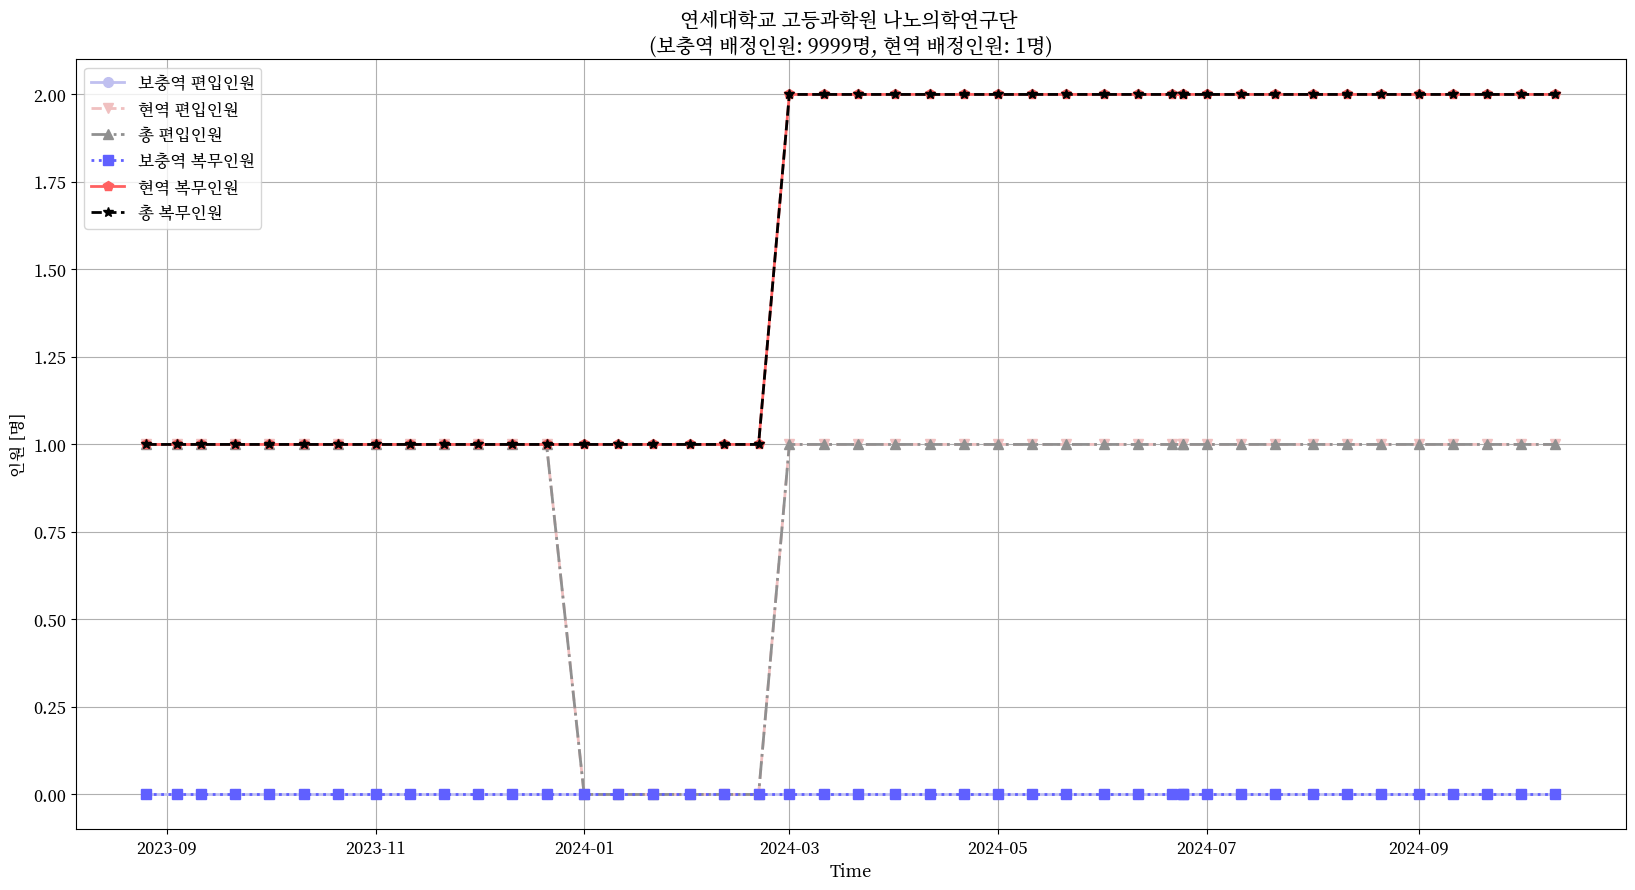 연세대학교 고등과학원 나노의학연구단
(보충역 배정인원: 9999명, 현역 배정인원: 1명)
보충역 편입인원
현역 편입인원
총 편입인원
보충역 복무인원
현역 복무인원
총 복무인원
2.00
1.75
1.50
1.25
1.00
0.75
0.50
0.25
0.00
인원 [명]
2023-09
2023-11
2024-01
2024-03
2024-05
2024-07
2024-09
Time